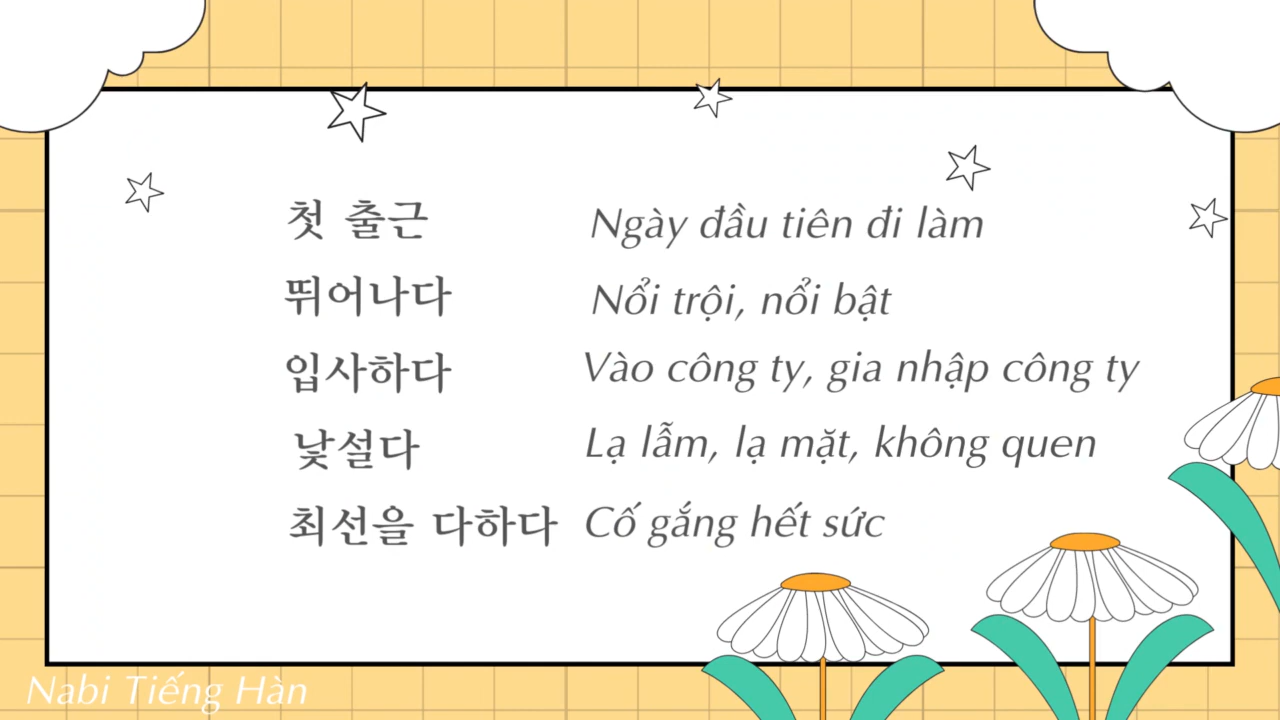 첫 출근 Ngày đầu tiên đi làm
뛰어나다 Nổi trội, nổi bật
입사하다 Vào công ty, gia nhập công ty
낯설다 Lạ lẫm, lạ mặt, không quen
최선을 다하다 Cố gắng hết sức
Nabi Tiếng Hàn